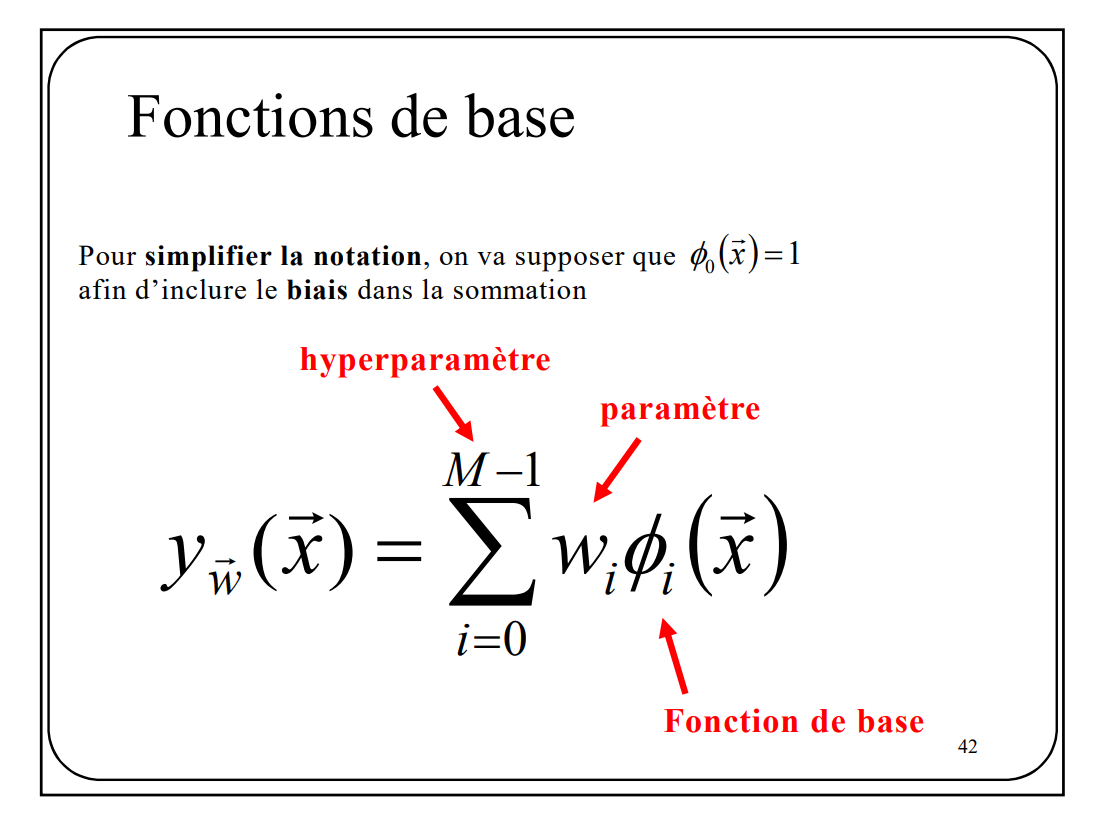 Fonctions de base
Pour simplifier la notation, on va supposer que ϕ₀(x⃗)=1
afin d’inclure le biais dans la sommation
hyperparamètre
paramètre
y_w⃗(x⃗) = ∑_{i=0}^{M−1} w_i ϕ_i(x⃗)
Fonction de base
42